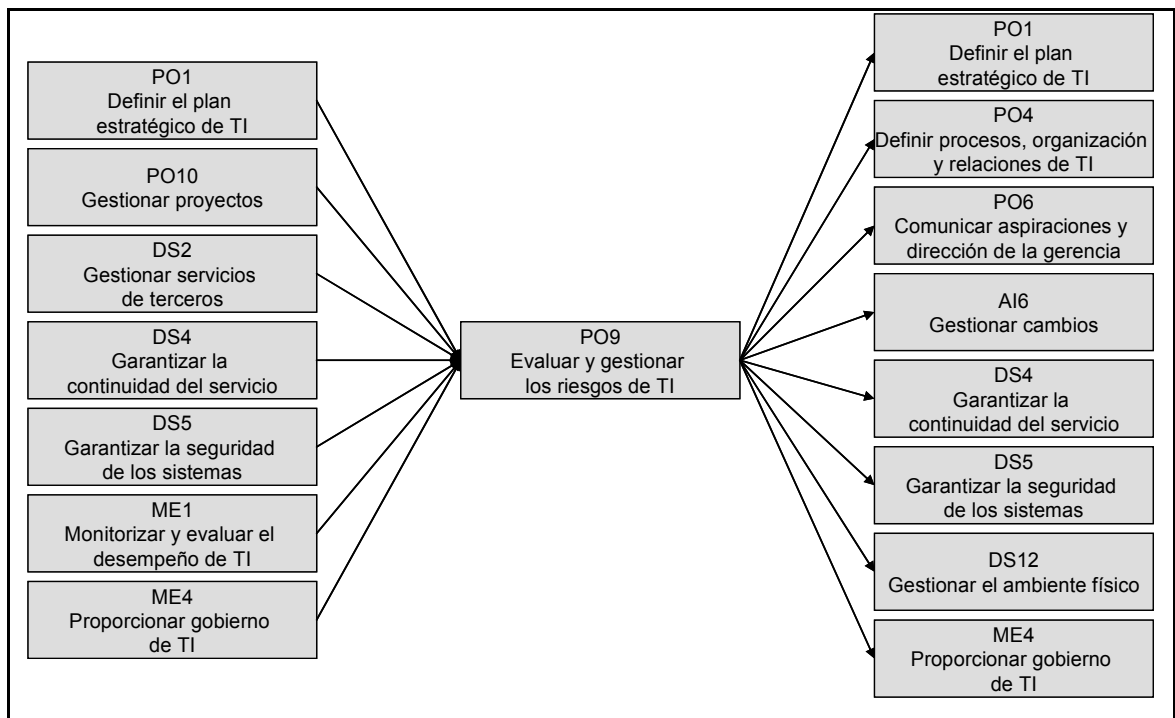 PO1
Definir el plan
estratégico de TI
PO10
Gestionar proyectos
DS2
Gestionar servicios
de terceros
DS4
Garantizar la
continuidad del servicio
DS5
Garantizar la seguridad
de los sistemas
ME1
Monitorizar y evaluar el
desempeño de TI
ME4
Proporcionar gobierno
de TI
PO9
Evaluar y gestionar
los riesgos de TI
PO1
Definir el plan
estratégico de TI
PO4
Definir procesos, organización
y relaciones de TI
PO6
Comunicar aspiraciones y
dirección de la gerencia
AI6
Gestionar cambios
DS4
Garantizar la
continuidad del servicio
DS5
Garantizar la seguridad
de los sistemas
DS12
Gestionar el ambiente físico
ME4
Proporcionar gobierno
de TI